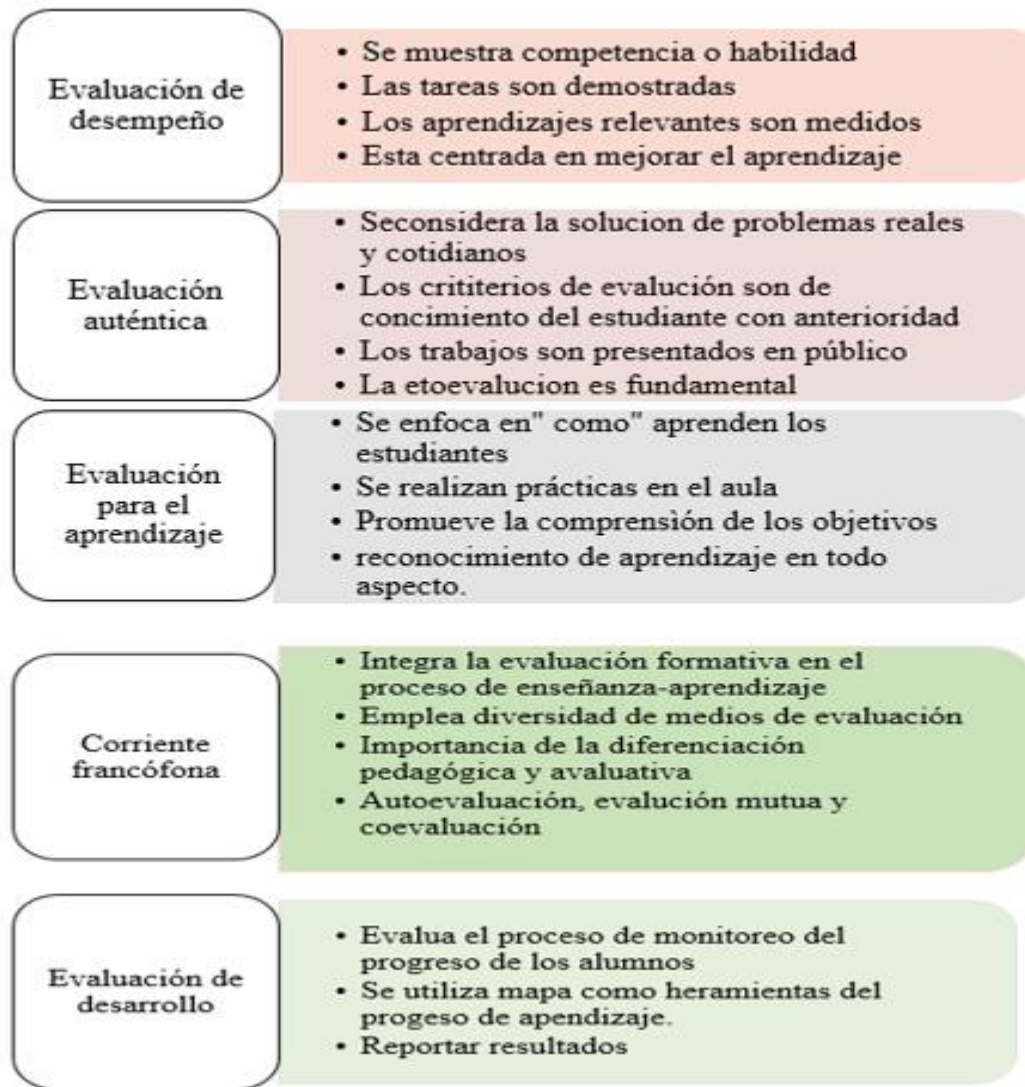 Evaluación de
desempeño
• Se muestra competencia o habilidad
• Las tareas son demostradas
• Los aprendizajes relevantes son medidos
• Esta centrada en mejorar el aprendizaje
Evaluación
auténtica
• Seconsidera la solucion de problemas reales
y cotidianos
• Los crititerios de evalución son de
concimiento del estudiante con anterioridad
• Los trabajos son presentados en público
• La etoevalucion es fundamental
Evaluación
para el
aprendizaje
• Se enfoca en" como" aprenden los
estudiantes
• Se realizan prácticas en el aula
• Promueve la comprensìón de los objetivos
• reconocimiento de aprendizaje en todo
aspecto.
Corriente
francófona
• Integra la evaluación formativa en el
proceso de enseñanza-aprendizaje
• Emplea diversidad de medios de evaluación
• Importancia de la diferenciación
pedagógica y avaluativa
• Autoevaluación, evalución mutua y
coevaluación
Evaluación de
desarrollo
• Evalua el proceso de monitoreo del
progreso de los alumnos
• Se utiliza mapa como heramientas del
progeso de apendizaje.
• Reportar resultados